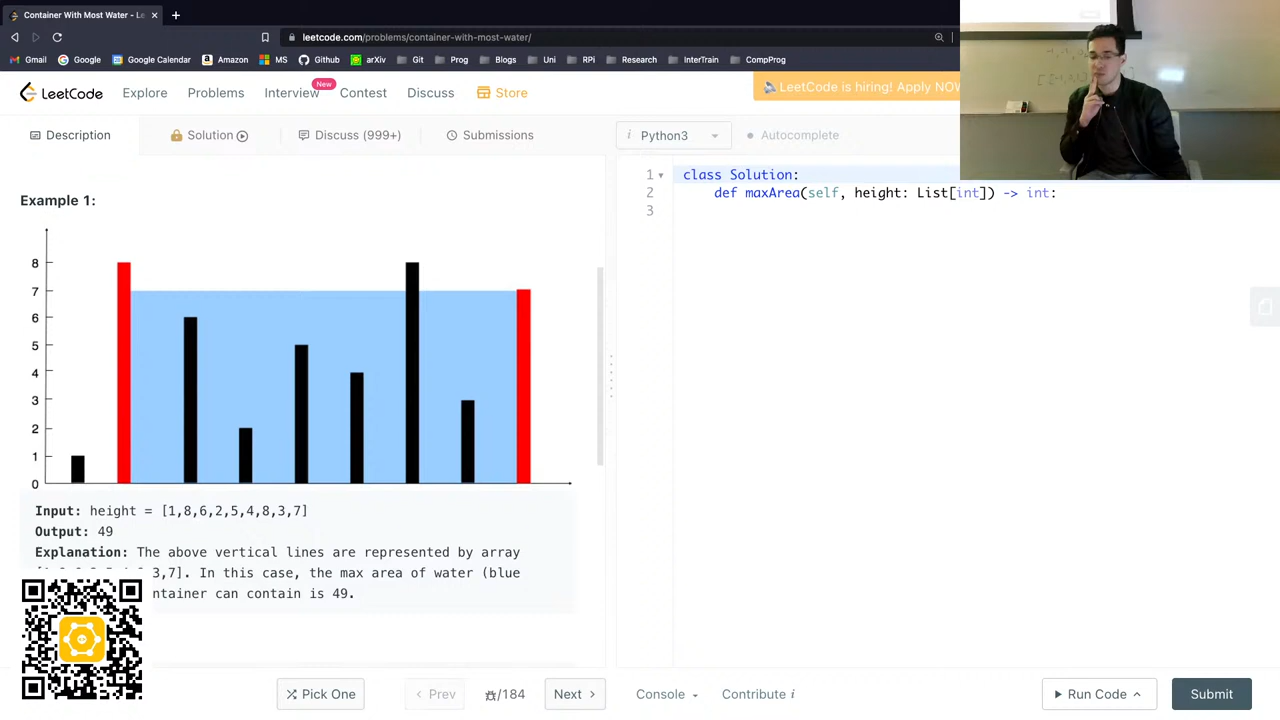 Container With Most Water - Le
leetcode.com/problems/container-with-most-water/
Gmail Google Google Calendar Amazon MS Github arXiv Git Prog Blogs Uni RPi Research InterTrain CompProg
LeetCode Explore Problems Interview New Contest Discuss Store
LeetCode is hiring! Apply NOW
Description Solution Discuss (999+) Submissions
i Python3 Autocomplete
Example 1:
8
7
6
5
4
3
2
1
0
Input: height = [1,8,6,2,5,4,8,3,7]
Output: 49
Explanation: The above vertical lines are represented by array
3,7]. In this case, the max area of water (blue
ntainer can contain is 49.
1 class Solution:
2 def maxArea(self, height: List[int]) -> int:
3
Pick One
< Prev
/184
Next >
Console
Contribute i
Run Code
Submit